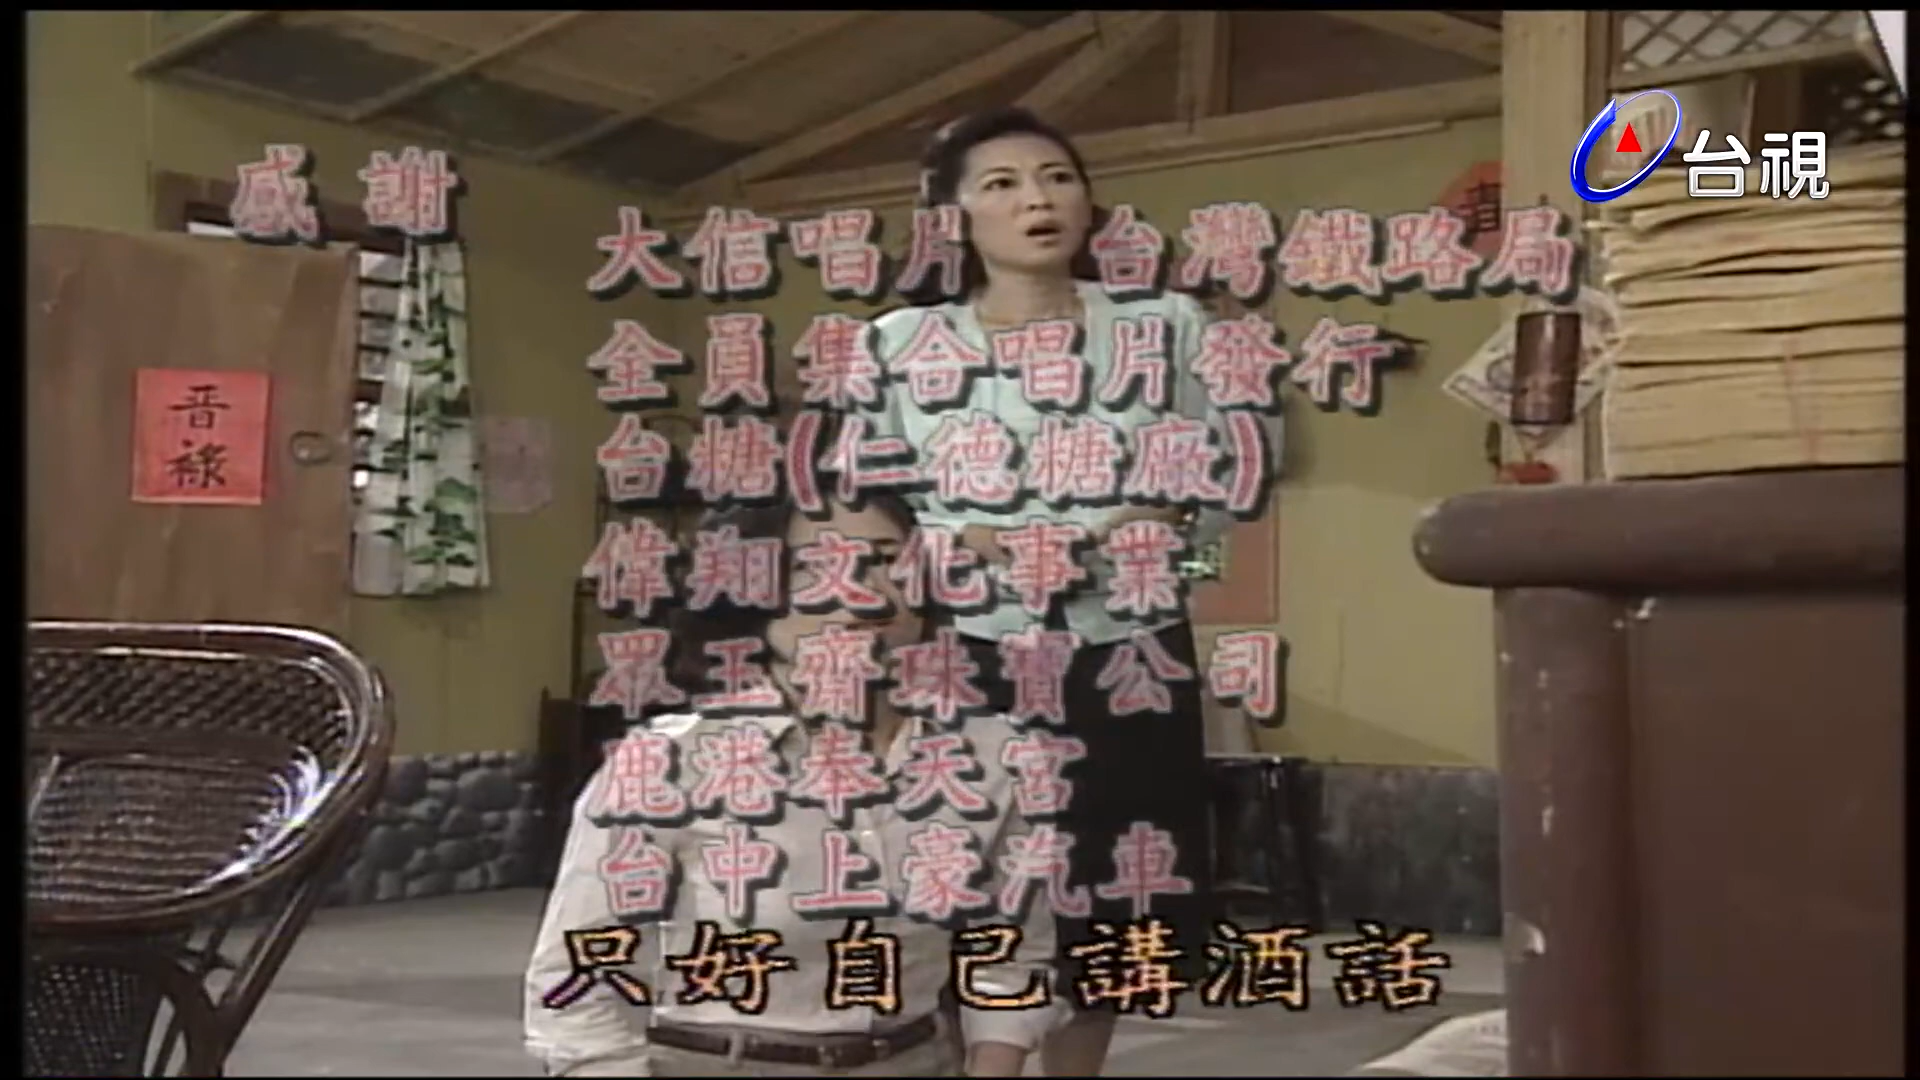 台視
感謝
大信唱片 台灣鐵路局
全員集合唱片發行
台糖(仁德糖廠)
偉翔文化事業
眾玉齋珠寶公司
鹿港奉天宮
台中上豪汽車
晋祿
只好自己講酒話